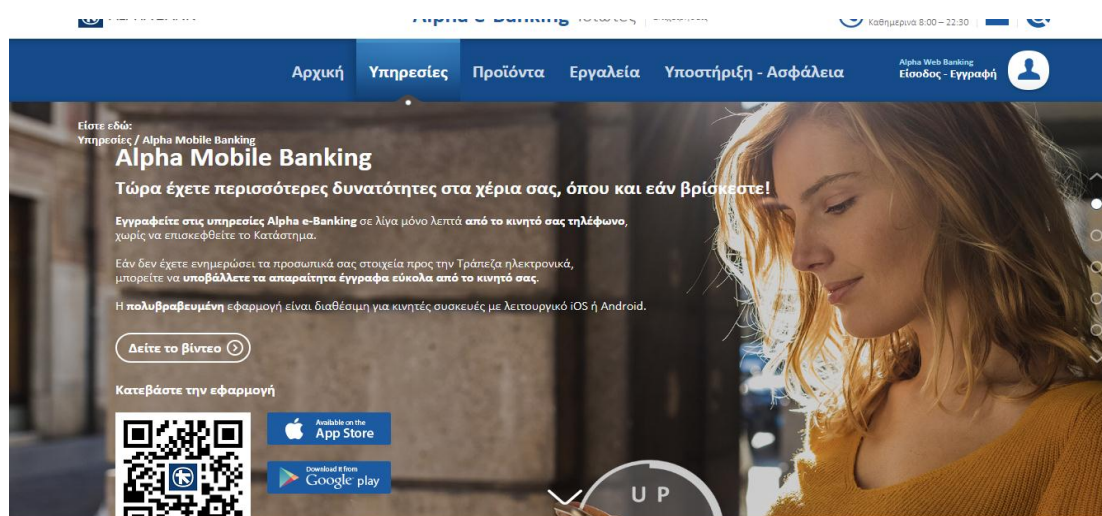 Καθημερινά 8:00 – 22:30
Αρχική Υπηρεσίες Προϊόντα Εργαλεία Υποστήριξη - Ασφάλεια
Alpha Web Banking
Είσοδος - Εγγραφή
Είστε εδώ:
Υπηρεσίες / Alpha Mobile Banking
Alpha Mobile Banking
Τώρα έχετε περισσότερες δυνατότητες στα χέρια σας, όπου και εάν βρίσκεστε!
Εγγραφείτε στις υπηρεσίες Alpha e-Banking σε λίγα μόνο λεπτά από το κινητό σας τηλέφωνο,
χωρίς να επισκεφθείτε το Κατάστημα.
Εάν δεν έχετε ενημερώσει τα προσωπικά σας στοιχεία προς την Τράπεζα ηλεκτρονικά,
μπορείτε να υποβάλλετε τα απαραίτητα έγγραφα εύκολα από το κινητό σας.
Η πολυβραβευμένη εφαρμογή είναι διαθέσιμη για κινητές συσκευές με λειτουργικό iOS ή Android.
Δείτε το βίντεο
Κατεβάστε την εφαρμογή
Available on the
App Store
Download it from
Google play
UP